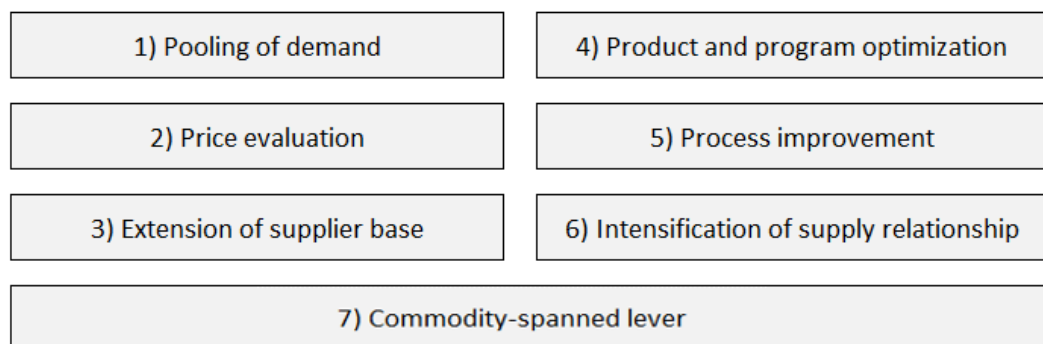 1) Pooling of demand
2) Price evaluation
3) Extension of supplier base
4) Product and program optimization
5) Process improvement
6) Intensification of supply relationship
7) Commodity-spanned lever